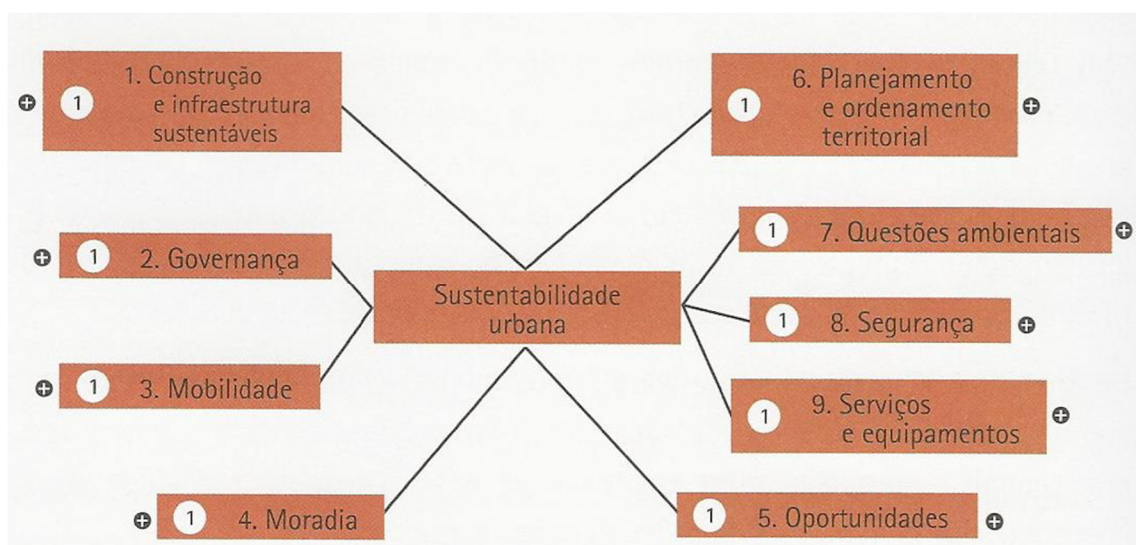 1. Construção
e infraestrutura
sustentáveis
1
2. Governança
1
3. Mobilidade
1
4. Moradia
1
Sustentabilidade
urbana
6. Planejamento
e ordenamento
territorial
1
7. Questões ambientais
1
8. Segurança
1
9. Serviços
e equipamentos
1
5. Oportunidades
1